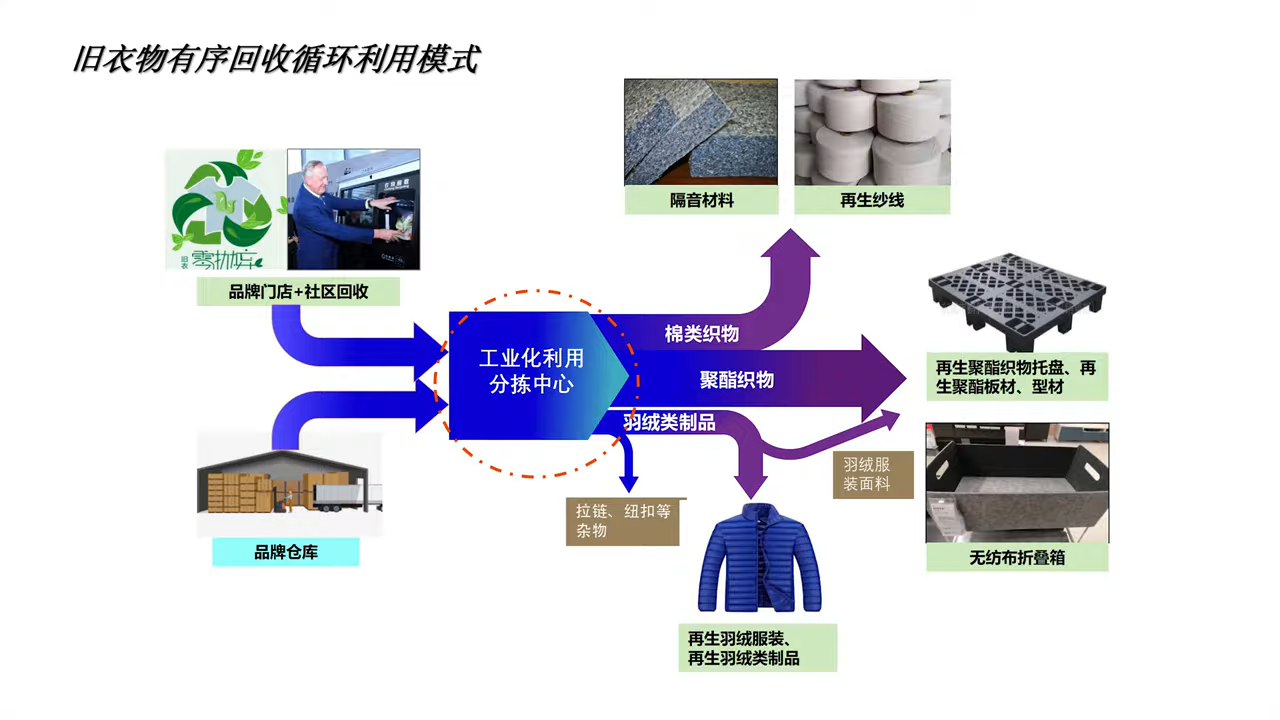 旧衣物有序回收循环利用模式
隔音材料
再生纱线
旧衣
零抛弃
品牌门店+社区回收
棉类织物
工业化利用
分拣中心
聚酯织物
再生聚酯织物托盘、再
生聚酯板材、型材
羽绒类制品
羽绒服
装面料
拉链、纽扣等
杂物
品牌仓库
无纺布折叠箱
再生羽绒服装、
再生羽绒类制品